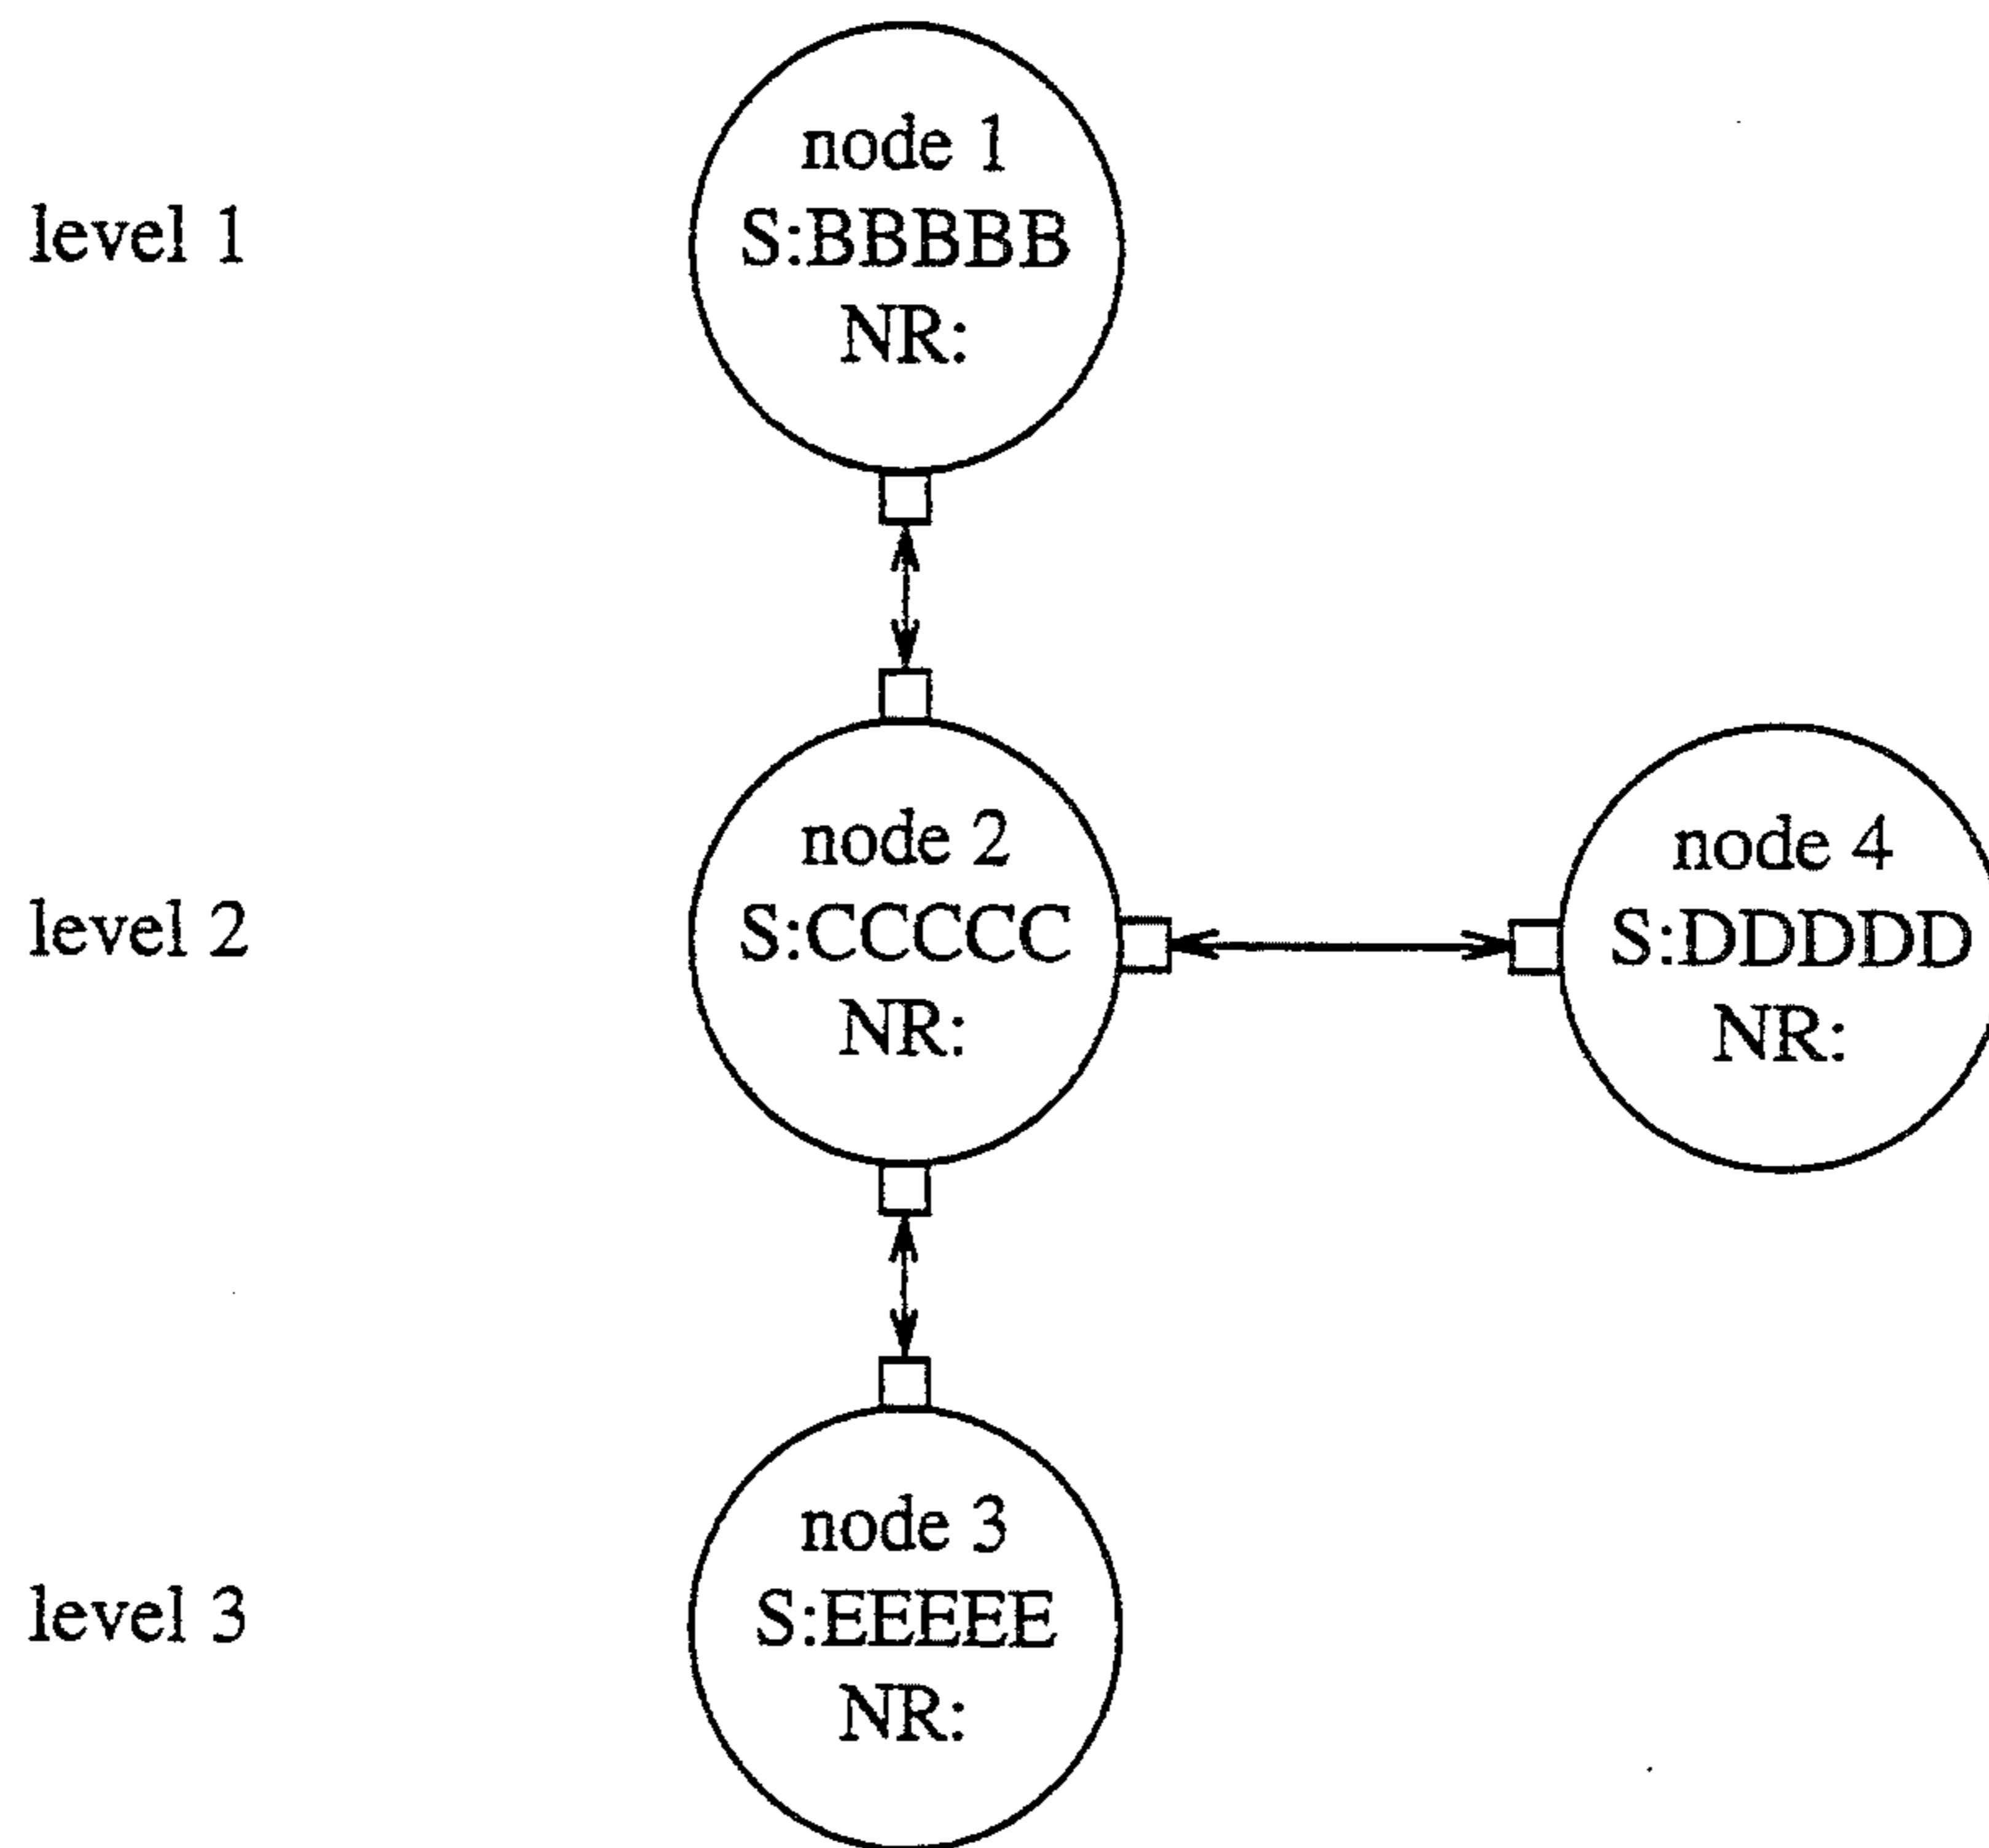 node 1
level 1
S:BBBBB
NR:
node 2
node 4
level 2
S:CCCCC
S:DDDDD
NR:
NR:
node 3
level 3
S:EEEEE
NR: